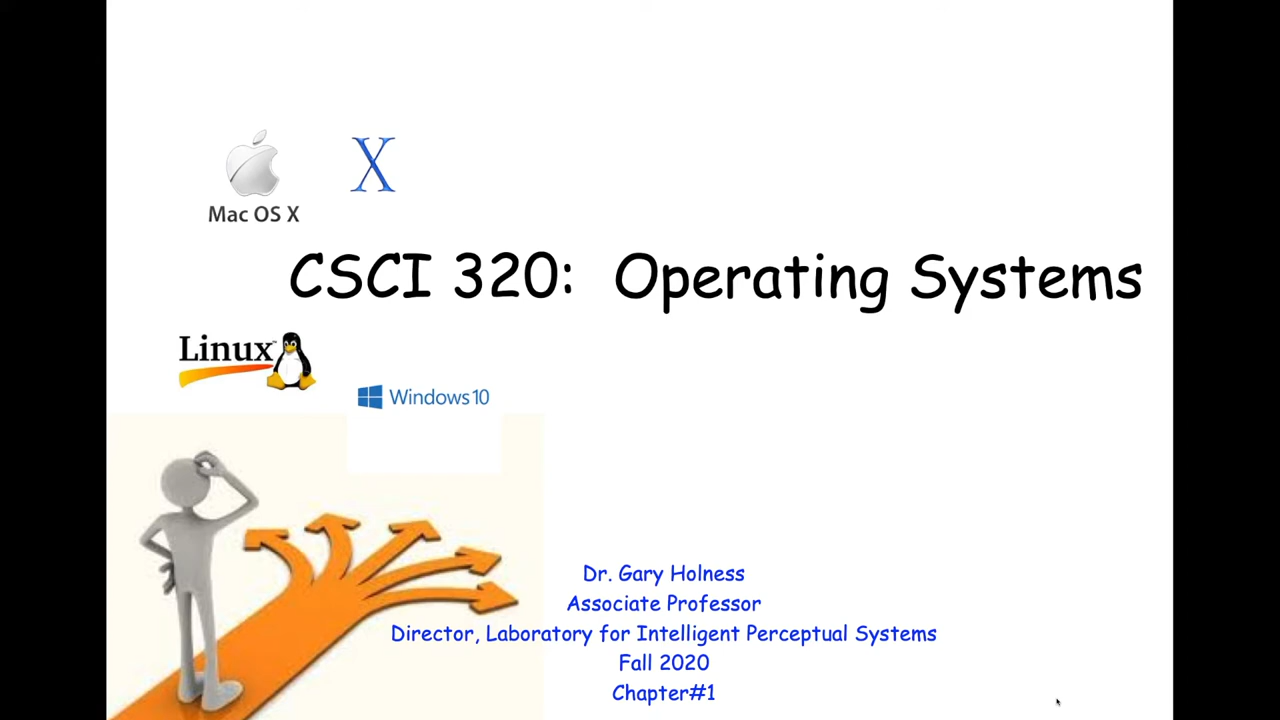 X
Mac OS X
CSCI 320: Operating Systems
Linux™
Windows 10
Dr. Gary Holness
Associate Professor
Director, Laboratory for Intelligent Perceptual Systems
Fall 2020
Chapter#1